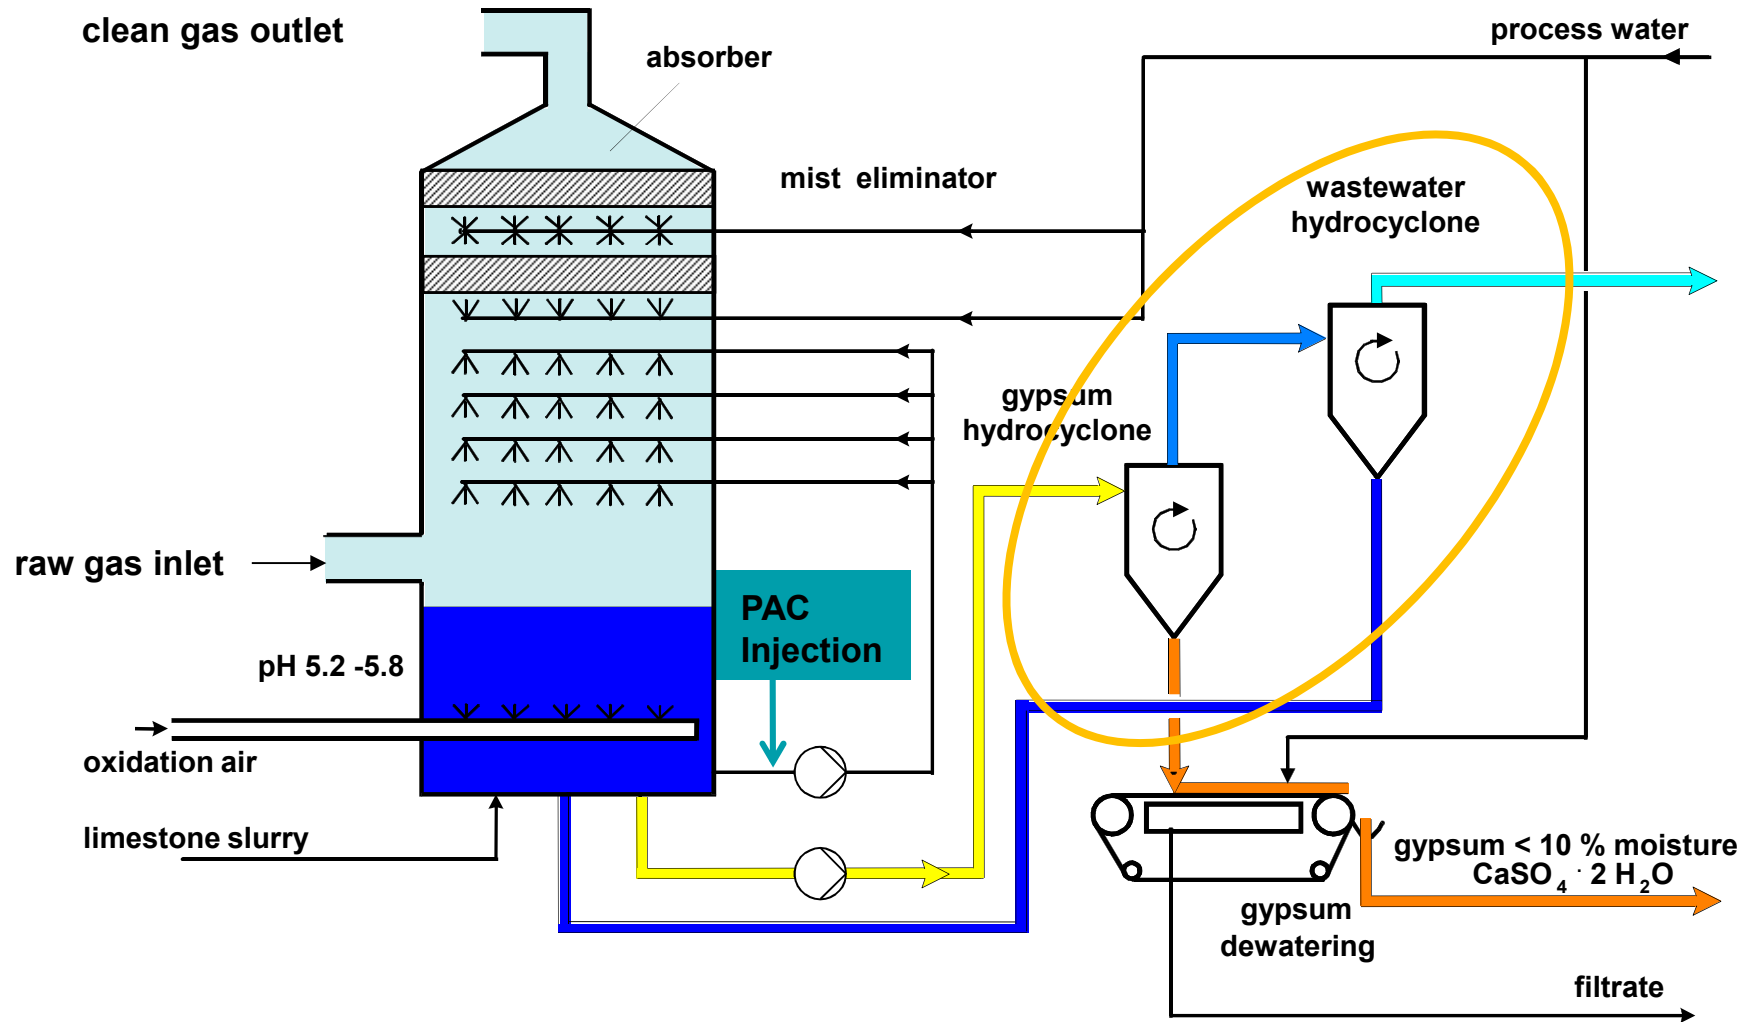 clean gas outlet
absorber
process water
mist  eliminator
wastewater
hydrocyclone
gypsum
hydrocyclone
raw gas inlet
PAC
Injection
pH 5.2 -5.8
oxidation air
limestone slurry
gypsum < 10 % moisture
CaSO₄ · 2 H₂O
gypsum
dewatering
filtrate